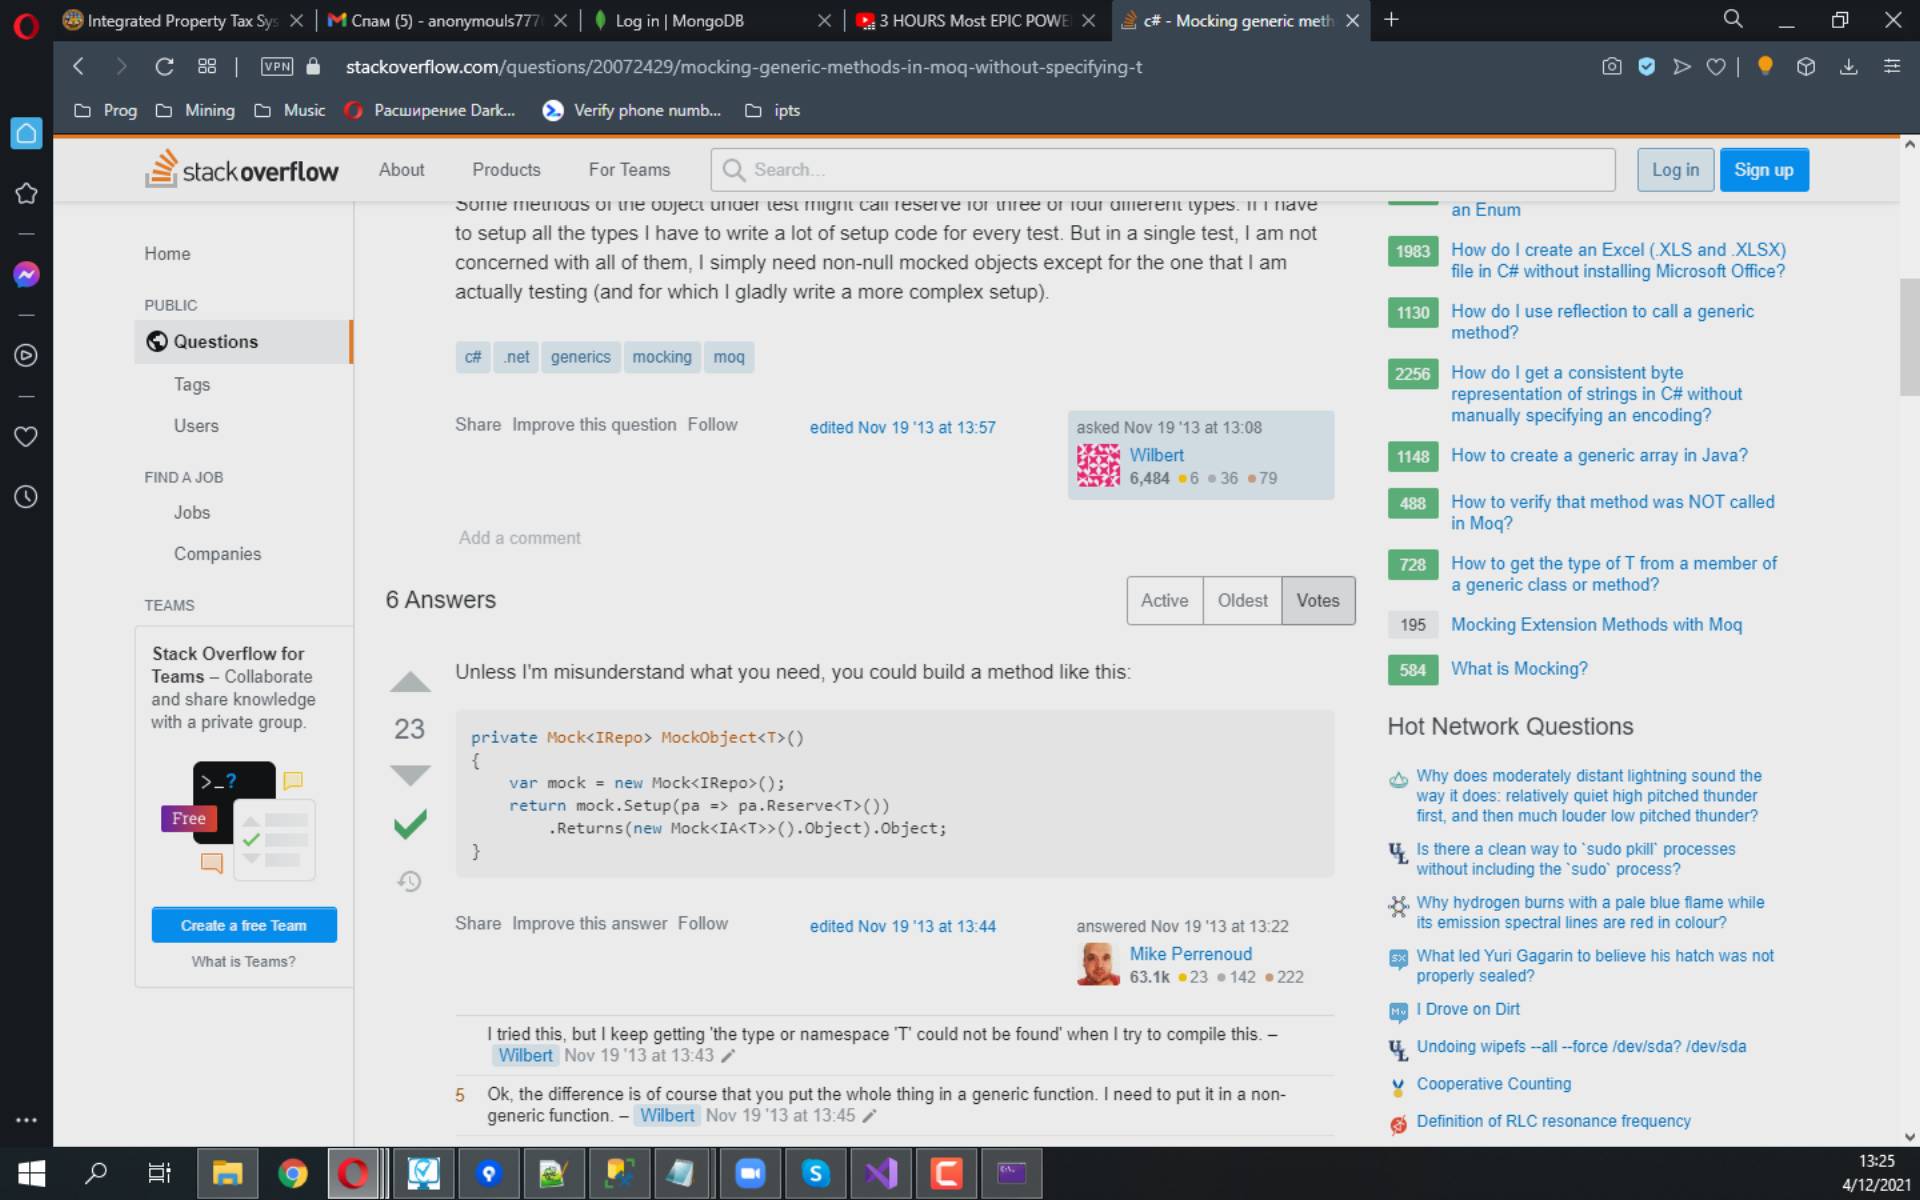 Integrated Property Tax Sys
Спам (5) - anonymouls777
Log in | MongoDB
3 HOURS Most EPIC POWE
c# - Mocking generic meth
VPN
stackoverflow.com/questions/20072429/mocking-generic-methods-in-moq-without-specifying-t
Prog
Mining
Music
Расширение Dark...
Verify phone numb...
ipts
stackoverflow
About
Products
For Teams
Search...
Log in
Sign up
Home
PUBLIC
Questions
Tags
Users
FIND A JOB
Jobs
Companies
TEAMS
Stack Overflow for
Teams – Collaborate
and share knowledge
with a private group.
>_?
Free
Create a free Team
What is Teams?
Some methods of the object under test might call reserve for three or four different types. If I have
to setup all the types I have to write a lot of setup code for every test. But in a single test, I am not
concerned with all of them, I simply need non-null mocked objects except for the one that I am
actually testing (and for which I gladly write a more complex setup).
c# .net generics mocking moq
Share Improve this question Follow
edited Nov 19 '13 at 13:57
asked Nov 19 '13 at 13:08
Wilbert
6,484 6 36 79
Add a comment
6 Answers
Active
Oldest
Votes
23
Unless I'm misunderstand what you need, you could build a method like this:
private Mock<IRepo> MockObject<T>()
{
var mock = new Mock<IRepo>();
return mock.Setup(pa => pa.Reserve<T>())
.Returns(new Mock<IA<T>>().Object).Object;
}
Share Improve this answer Follow
edited Nov 19 '13 at 13:44
answered Nov 19 '13 at 13:22
Mike Perrenoud
63.1k 23 142 222
I tried this, but I keep getting 'the type or namespace 'T' could not be found' when I try to compile this. –
Wilbert Nov 19 '13 at 13:43
5 Ok, the difference is of course that you put the whole thing in a generic function. I need to put it in a non-
generic function. – Wilbert Nov 19 '13 at 13:45
an Enum
1983 How do I create an Excel (.XLS and .XLSX)
file in C# without installing Microsoft Office?
1130 How do I use reflection to call a generic
method?
2256 How do I get a consistent byte
representation of strings in C# without
manually specifying an encoding?
1148 How to create a generic array in Java?
488 How to verify that method was NOT called
in Moq?
728 How to get the type of T from a member of
a generic class or method?
195 Mocking Extension Methods with Moq
584 What is Mocking?
Hot Network Questions
Why does moderately distant lightning sound the
way it does: relatively quiet high pitched thunder
first, and then much louder low pitched thunder?
Is there a clean way to `sudo pkill` processes
without including the `sudo` process?
Why hydrogen burns with a pale blue flame while
its emission spectral lines are red in colour?
What led Yuri Gagarin to believe his hatch was not
properly sealed?
I Drove on Dirt
Undoing wipefs --all --force /dev/sda? /dev/sda
Cooperative Counting
Definition of RLC resonance frequency
13:25
4/12/2021